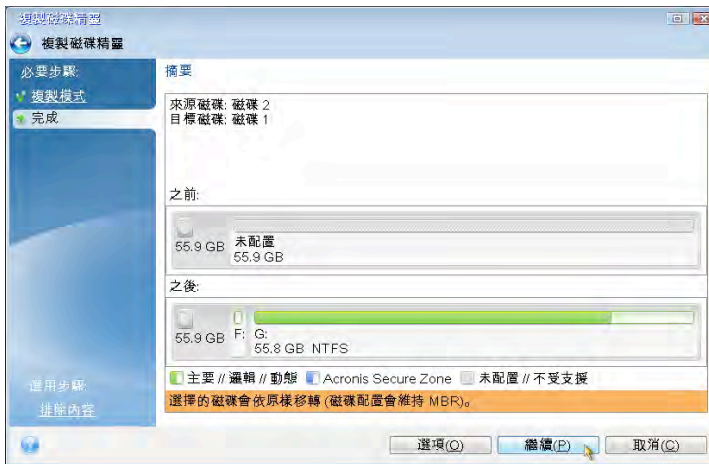 複製磁碟精靈
複製磁碟精靈
必要步驟:
複製模式
完成
摘要
來源磁碟: 磁碟 2
目標磁碟: 磁碟 1
之前:
55.9 GB
未配置
55.9 GB
之後:
55.9 GB
F:
G:
55.8 GB NTFS
主要 // 邏輯 // 動態
Acronis Secure Zone
未配置 // 不受支援
選擇的磁碟會依原樣移轉 (磁碟配置會維持 MBR)。
選用步驟:
排除內容
選項(O)
繼續(P)
取消(C)